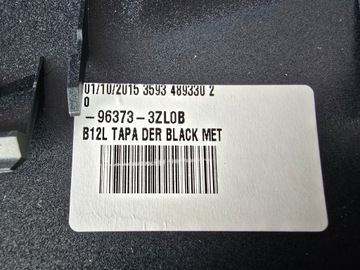 01/10/2015 3593 489330 2
0
-96373-3ZL0B
B12L TAPA DER BLACK MET